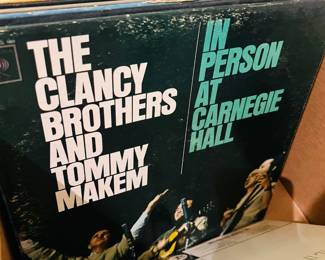 THE
CLANCY
BROTHERS
AND
TOMMY
MAKEM
IN
PERSON
AT
CARNEGIE
HALL